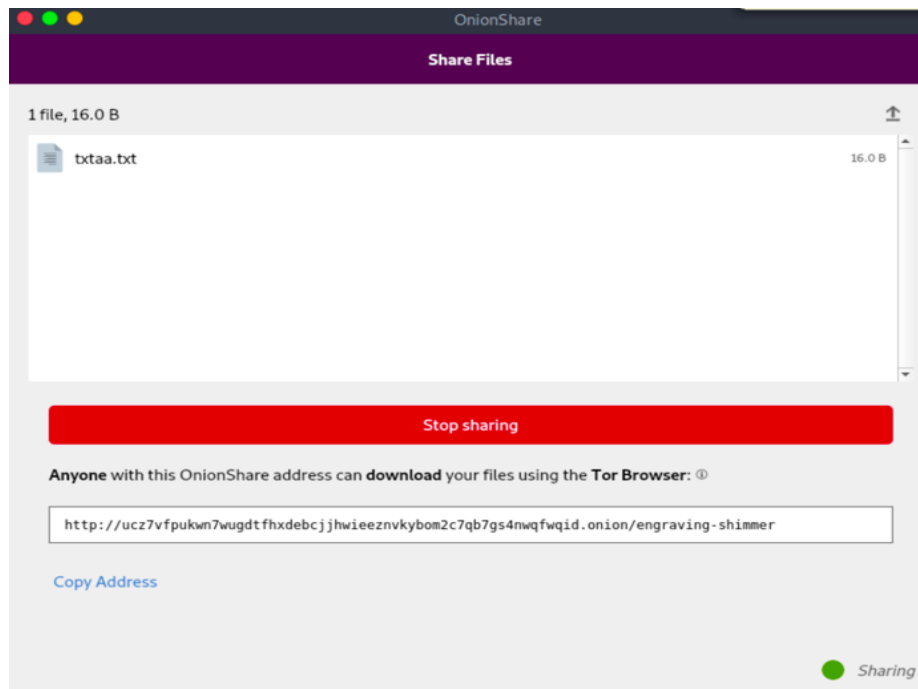 OnionShare
Share Files
1 file, 16.0 B
txtaa.txt 16.0 B
Stop sharing
Anyone with this OnionShare address can download your files using the Tor Browser:
http://ucz7vfpukwn7wugdtfhxdebcjjhwieeznvkybom2c7qb7gs4nwqfwqid.onion/engraving-shimmer
Copy Address
Sharing